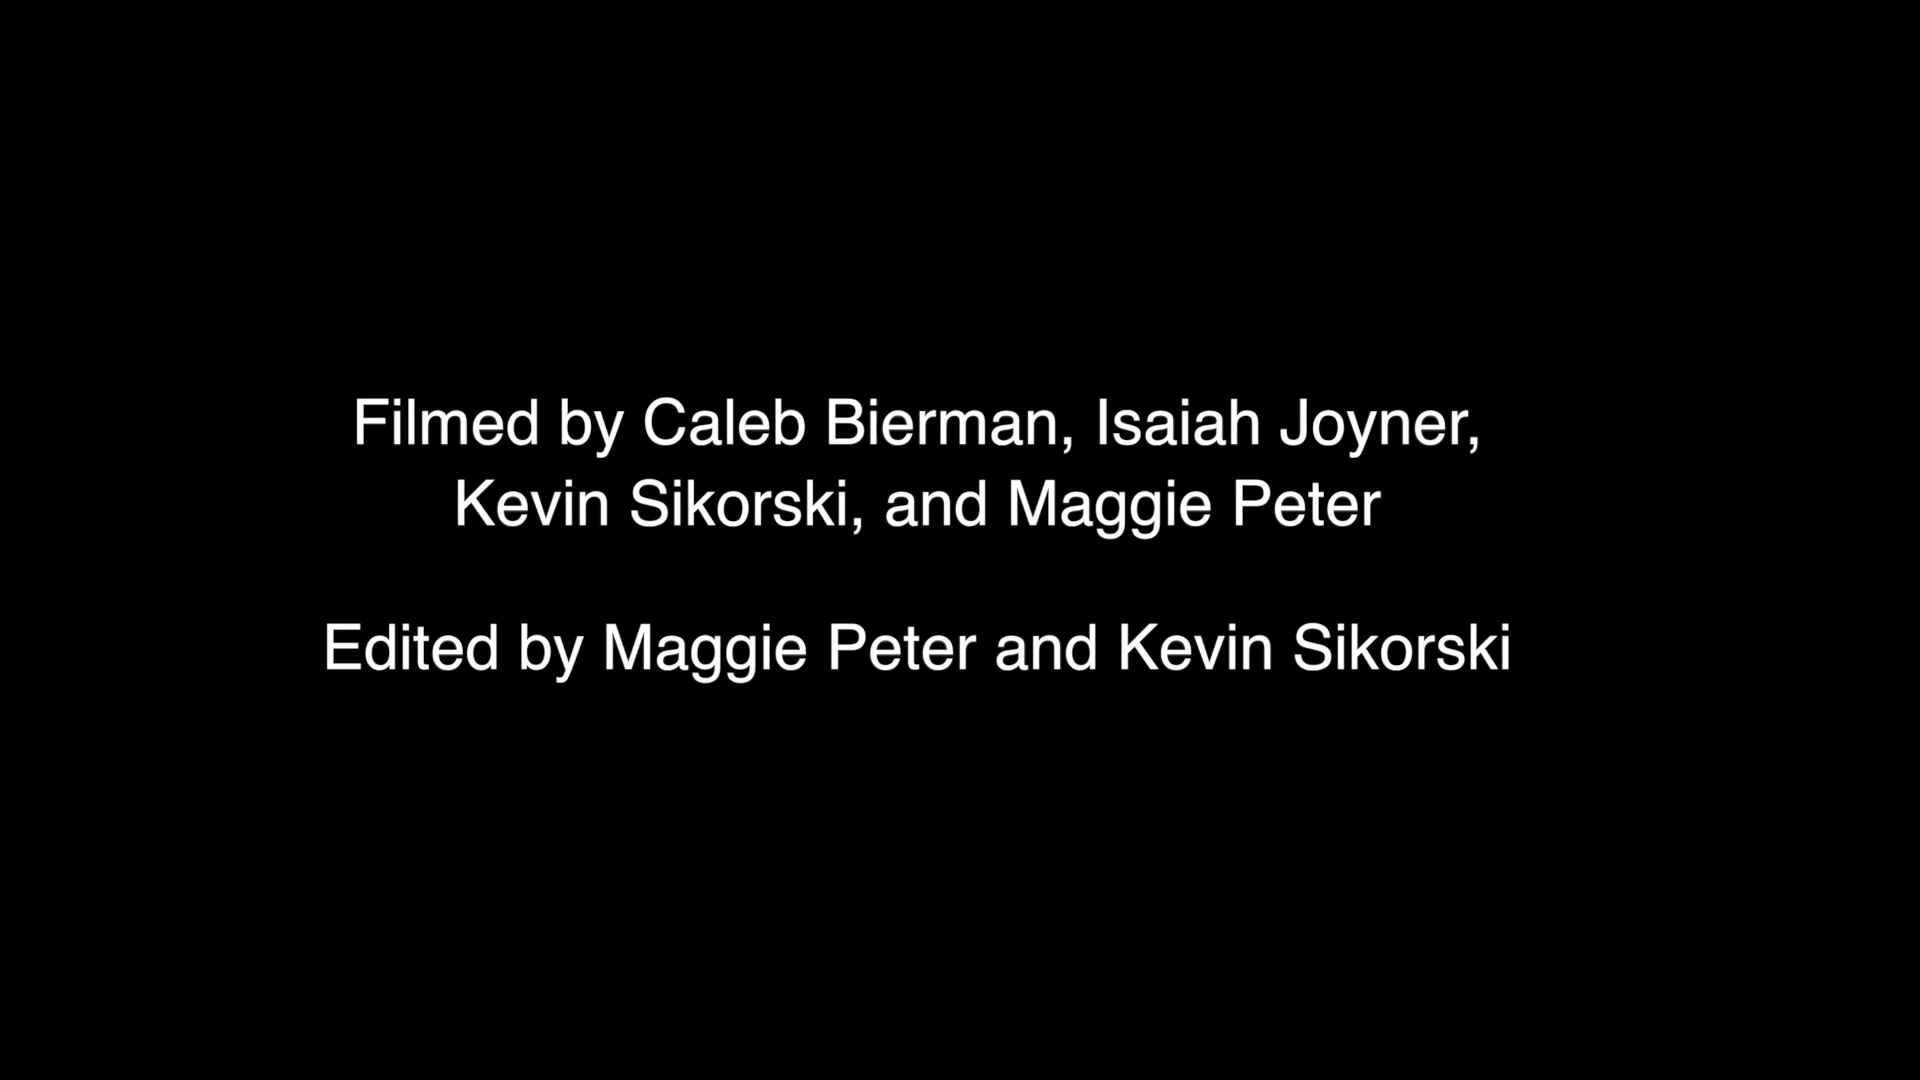 Filmed by Caleb Bierman, Isaiah Joyner,
Kevin Sikorski, and Maggie Peter
Edited by Maggie Peter and Kevin Sikorski